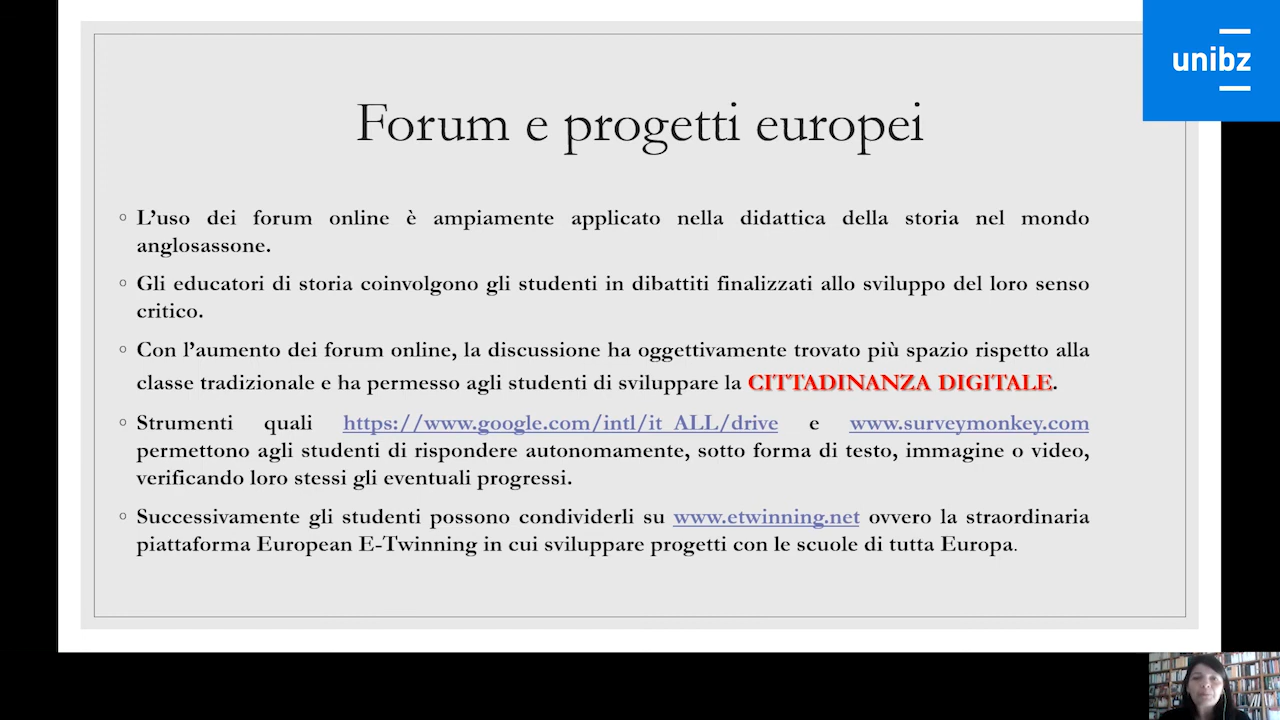 unibz
Forum e progetti europei
◦ L’uso dei forum online è ampiamente applicato nella didattica della storia nel mondo
anglosassone.
◦ Gli educatori di storia coinvolgono gli studenti in dibattiti finalizzati allo sviluppo del loro senso
critico.
◦ Con l’aumento dei forum online, la discussione ha oggettivamente trovato più spazio rispetto alla
classe tradizionale e ha permesso agli studenti di sviluppare la CITTADINANZA DIGITALE.
◦ Strumenti quali https://www.google.com/intl/it_ALL/drive e www.surveymonkey.com
permettono agli studenti di rispondere autonomamente, sotto forma di testo, immagine o video,
verificando loro stessi gli eventuali progressi.
◦ Successivamente gli studenti possono condividerli su www.etwinning.net ovvero la straordinaria
piattaforma European E-Twinning in cui sviluppare progetti con le scuole di tutta Europa.